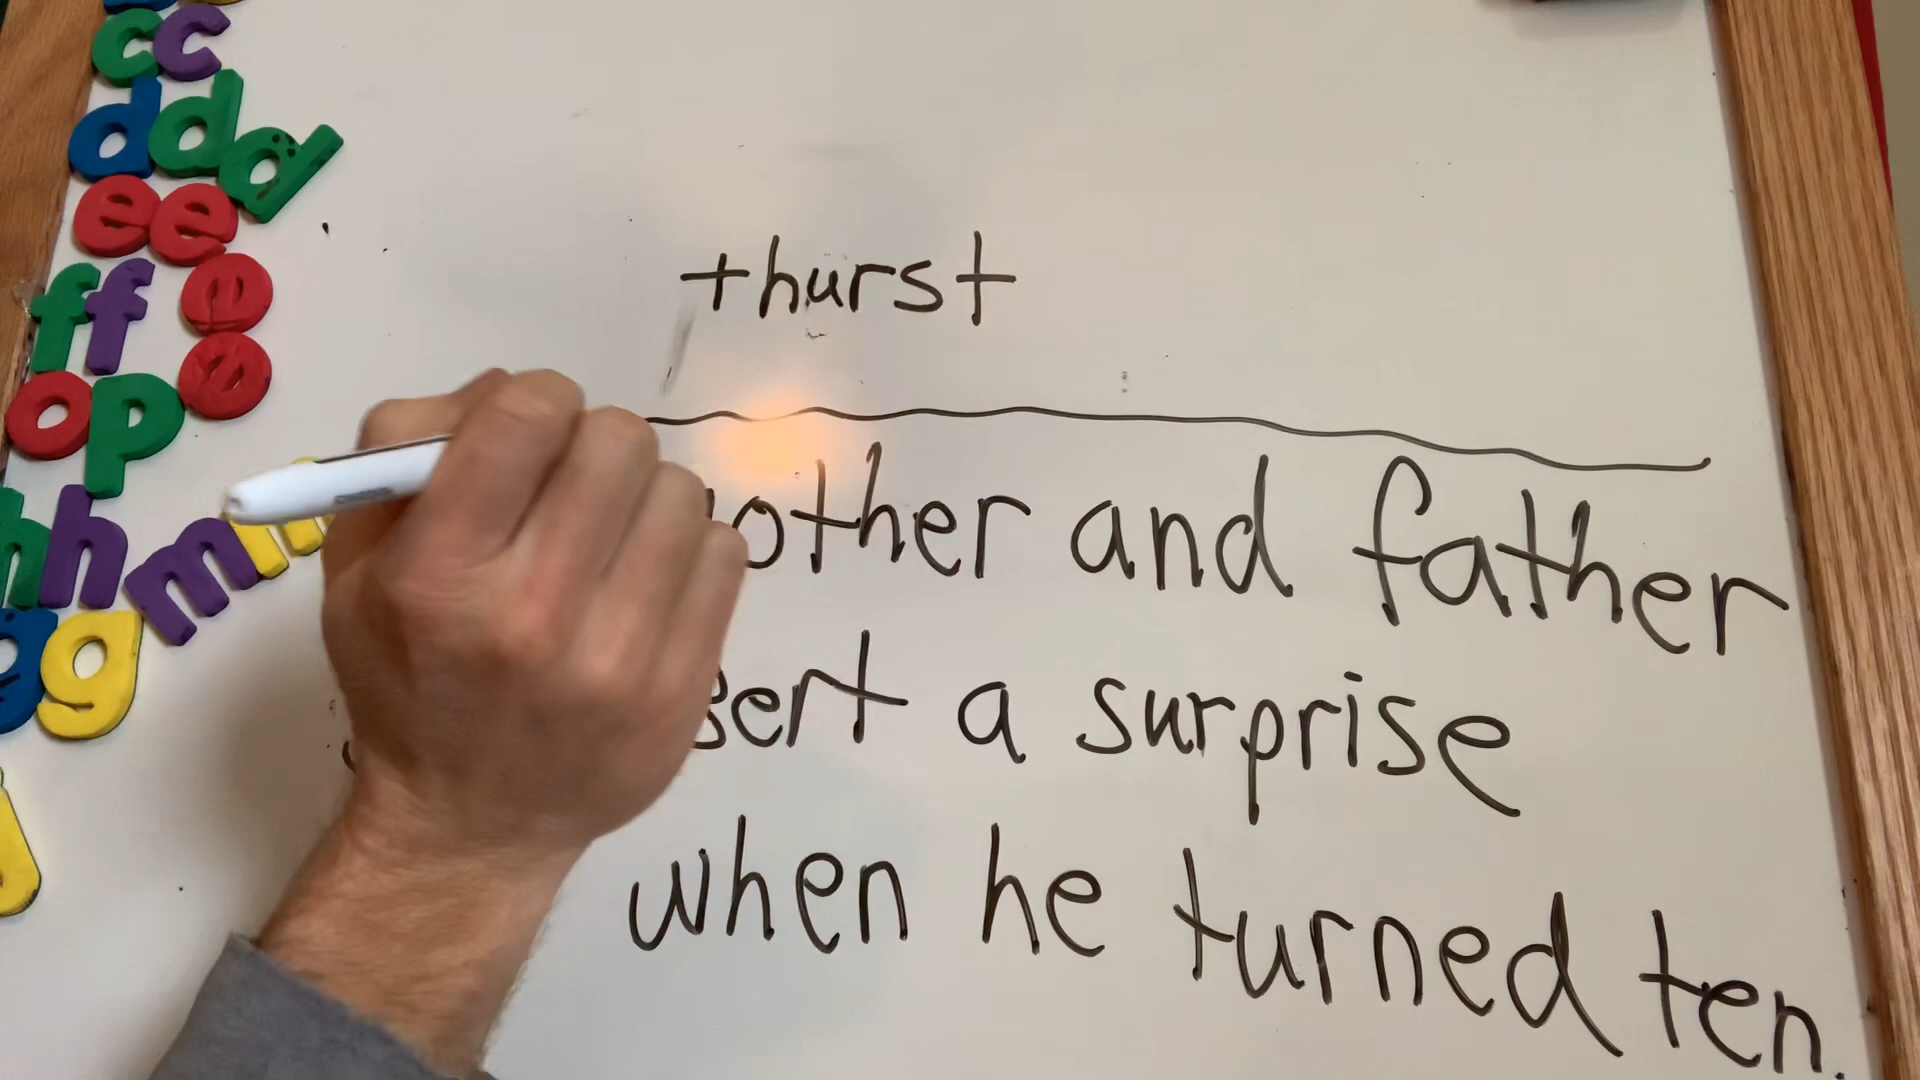 thurst
other and father
ert a surprise
when he turned ten.
c c
d d d
e e
f f e
o p e
h h m
g g